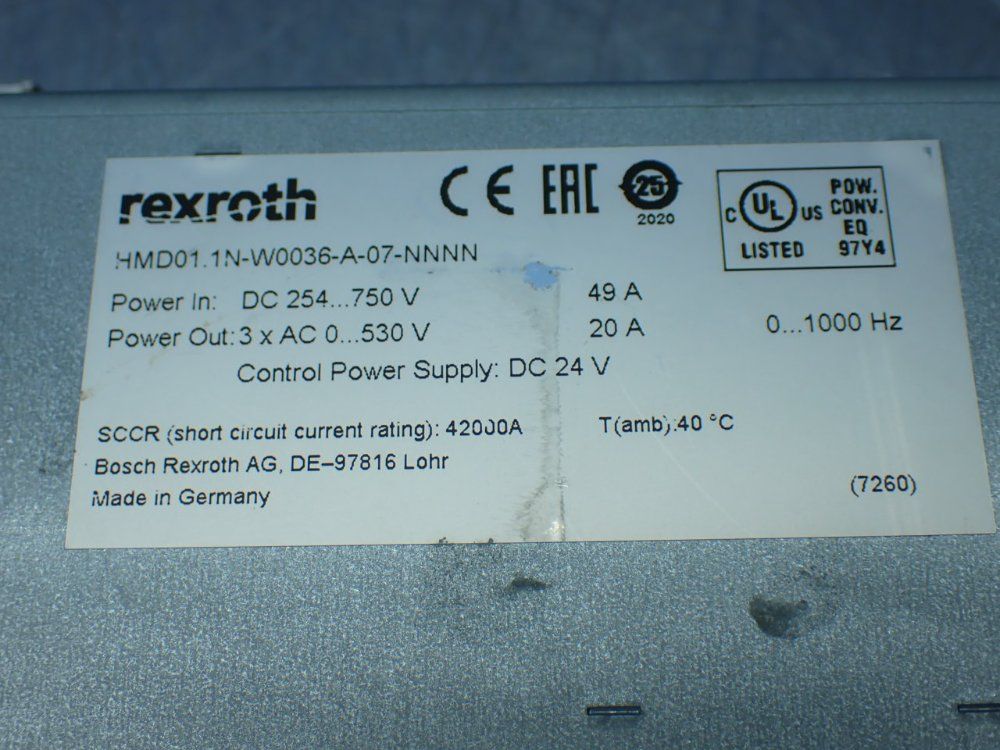 rexroth
CE EAC 25
2020
C UL US LISTED
POW.
CONV.
EQ
97Y4
HMD01.1N-W0036-A-07-NNNN
Power In: DC 254...750 V 49 A
Power Out: 3 x AC 0...530 V 20 A 0...1000 Hz
Control Power Supply: DC 24 V
SCCR (short circuit current rating): 42000A T(amb):40 °C
Bosch Rexroth AG, DE–97816 Lohr
Made in Germany (7260)